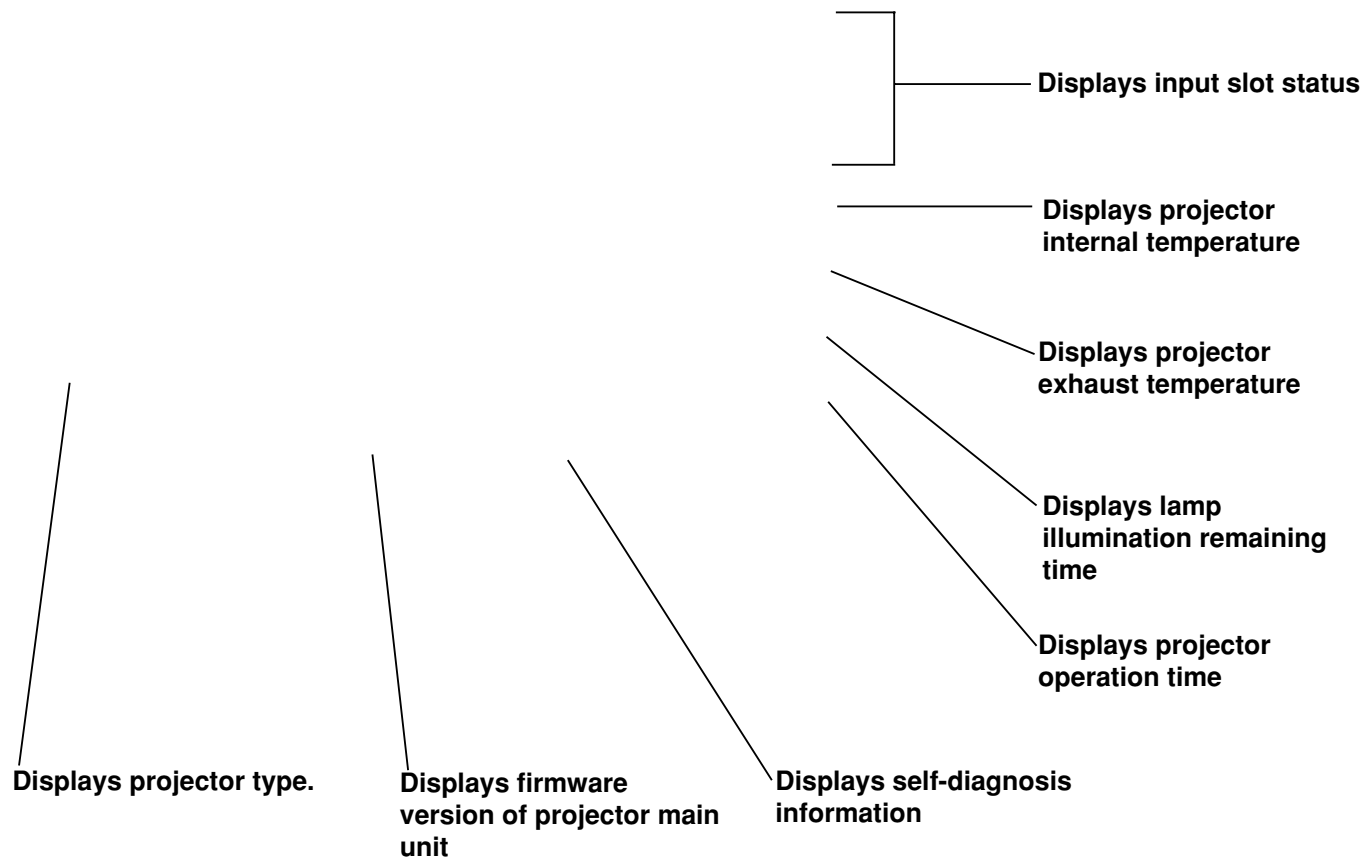 Displays input slot status
Displays projector
internal temperature
Displays projector
exhaust temperature
Displays lamp
illumination remaining
time
Displays projector
operation time
Displays projector type.
Displays firmware
version of projector main
unit
Displays self-diagnosis
information